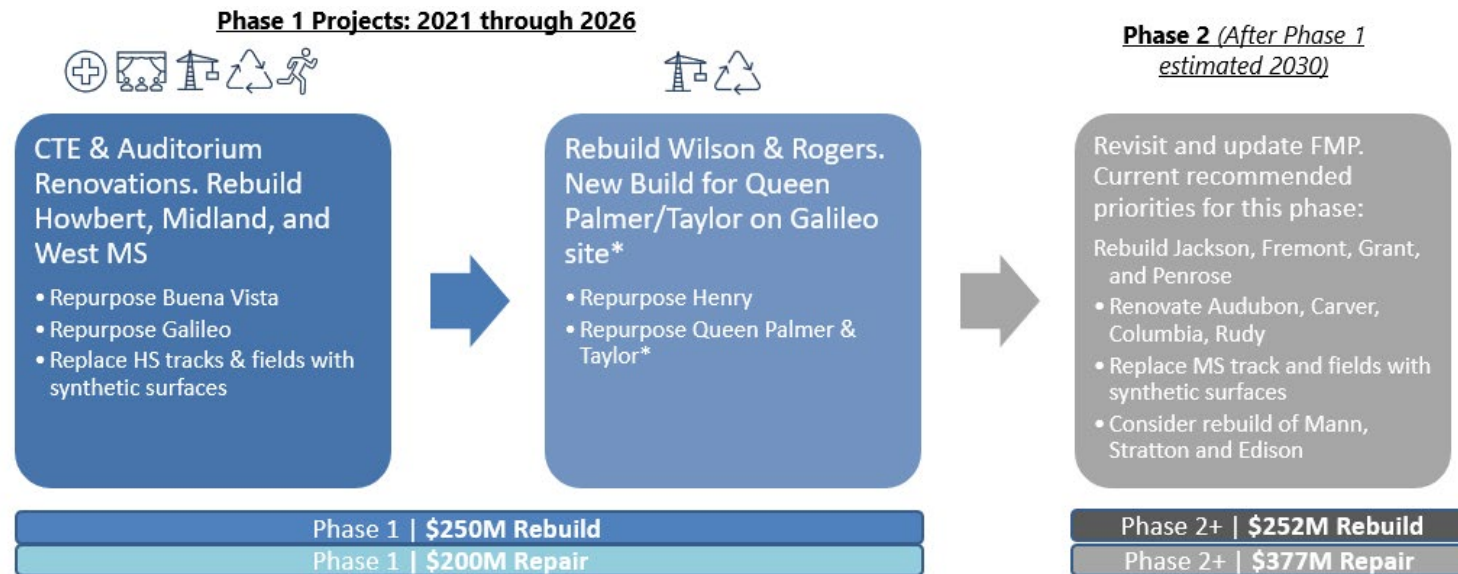 Phase 1 Projects: 2021 through 2026
CTE & Auditorium
Renovations. Rebuild
Howbert, Midland, and
West MS
• Repurpose Buena Vista
• Repurpose Galileo
• Replace HS tracks & fields with
synthetic surfaces
Rebuild Wilson & Rogers.
New Build for Queen
Palmer/Taylor on Galileo
site*
• Repurpose Henry
• Repurpose Queen Palmer &
Taylor*
Phase 2 (After Phase 1
estimated 2030)
Revisit and update FMP.
Current recommended
priorities for this phase:
Rebuild Jackson, Fremont, Grant,
and Penrose
• Renovate Audubon, Carver,
Columbia, Rudy
• Replace MS track and fields with
synthetic surfaces
• Consider rebuild of Mann,
Stratton and Edison
Phase 1 | $250M Rebuild
Phase 1 | $200M Repair
Phase 2+ | $252M Rebuild
Phase 2+ | $377M Repair